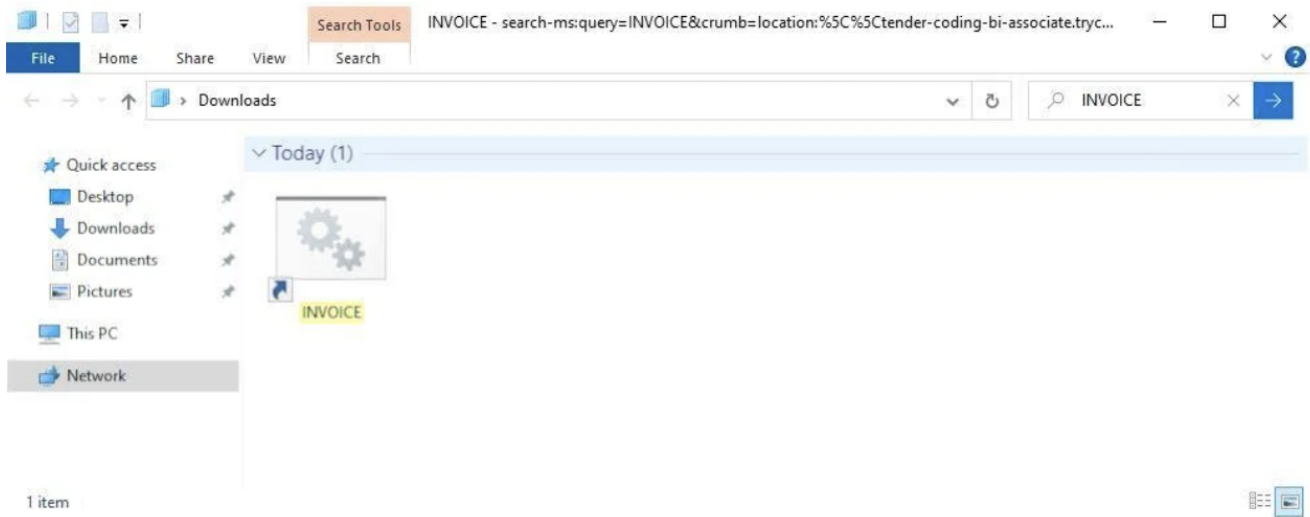 Search Tools INVOICE - search-ms:query=INVOICE&crumb=location:%5C%5Ctender-coding-bi-associate.tryc...
File Home Share View Search
Downloads INVOICE
Quick access
Today (1)
Desktop
Downloads
Documents
Pictures
INVOICE
This PC
Network
1 item